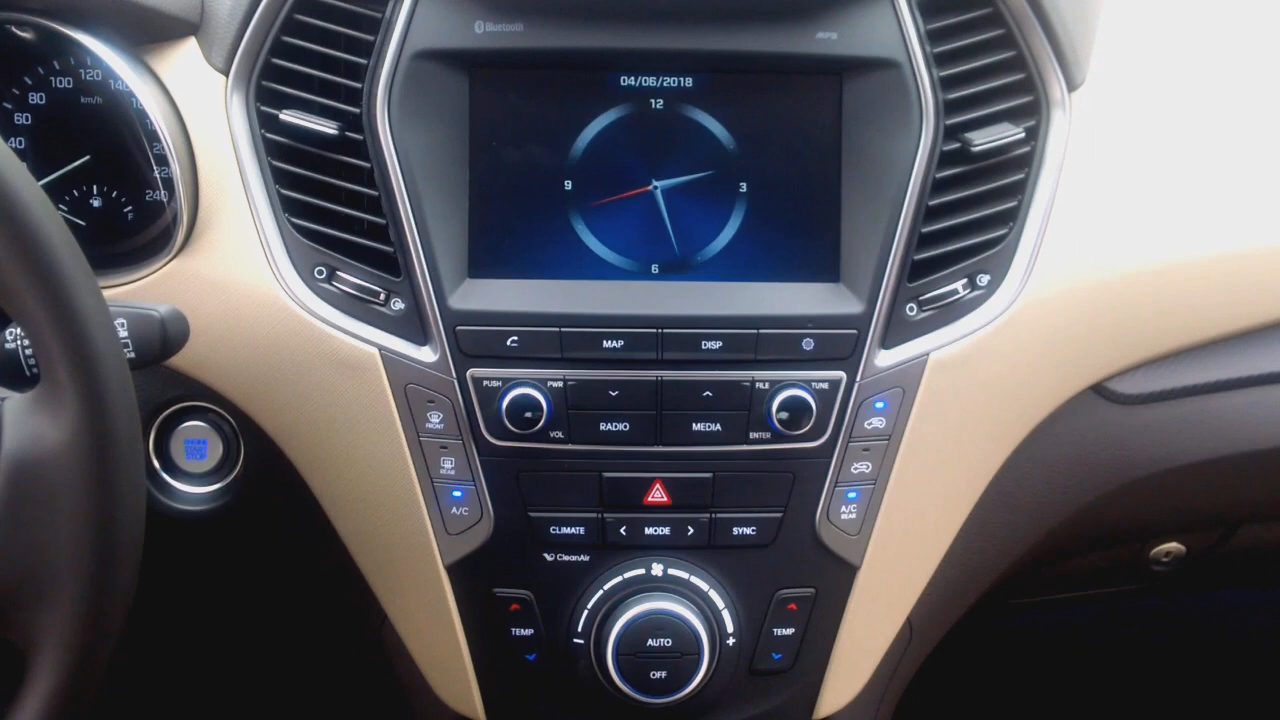 Bluetooth
MP3
04/06/2018
12
9
3
6
40
60
80
100
120
km/h
220
240
F
MAP
DISP
PUSH
PWR
VOL
RADIO
MEDIA
FILE
TUNE
ENTER
FRONT
REAR
A/C
A/C
REAR
ENGINE
START
STOP
CLIMATE
MODE
SYNC
CleanAir
TEMP
AUTO
OFF
TEMP